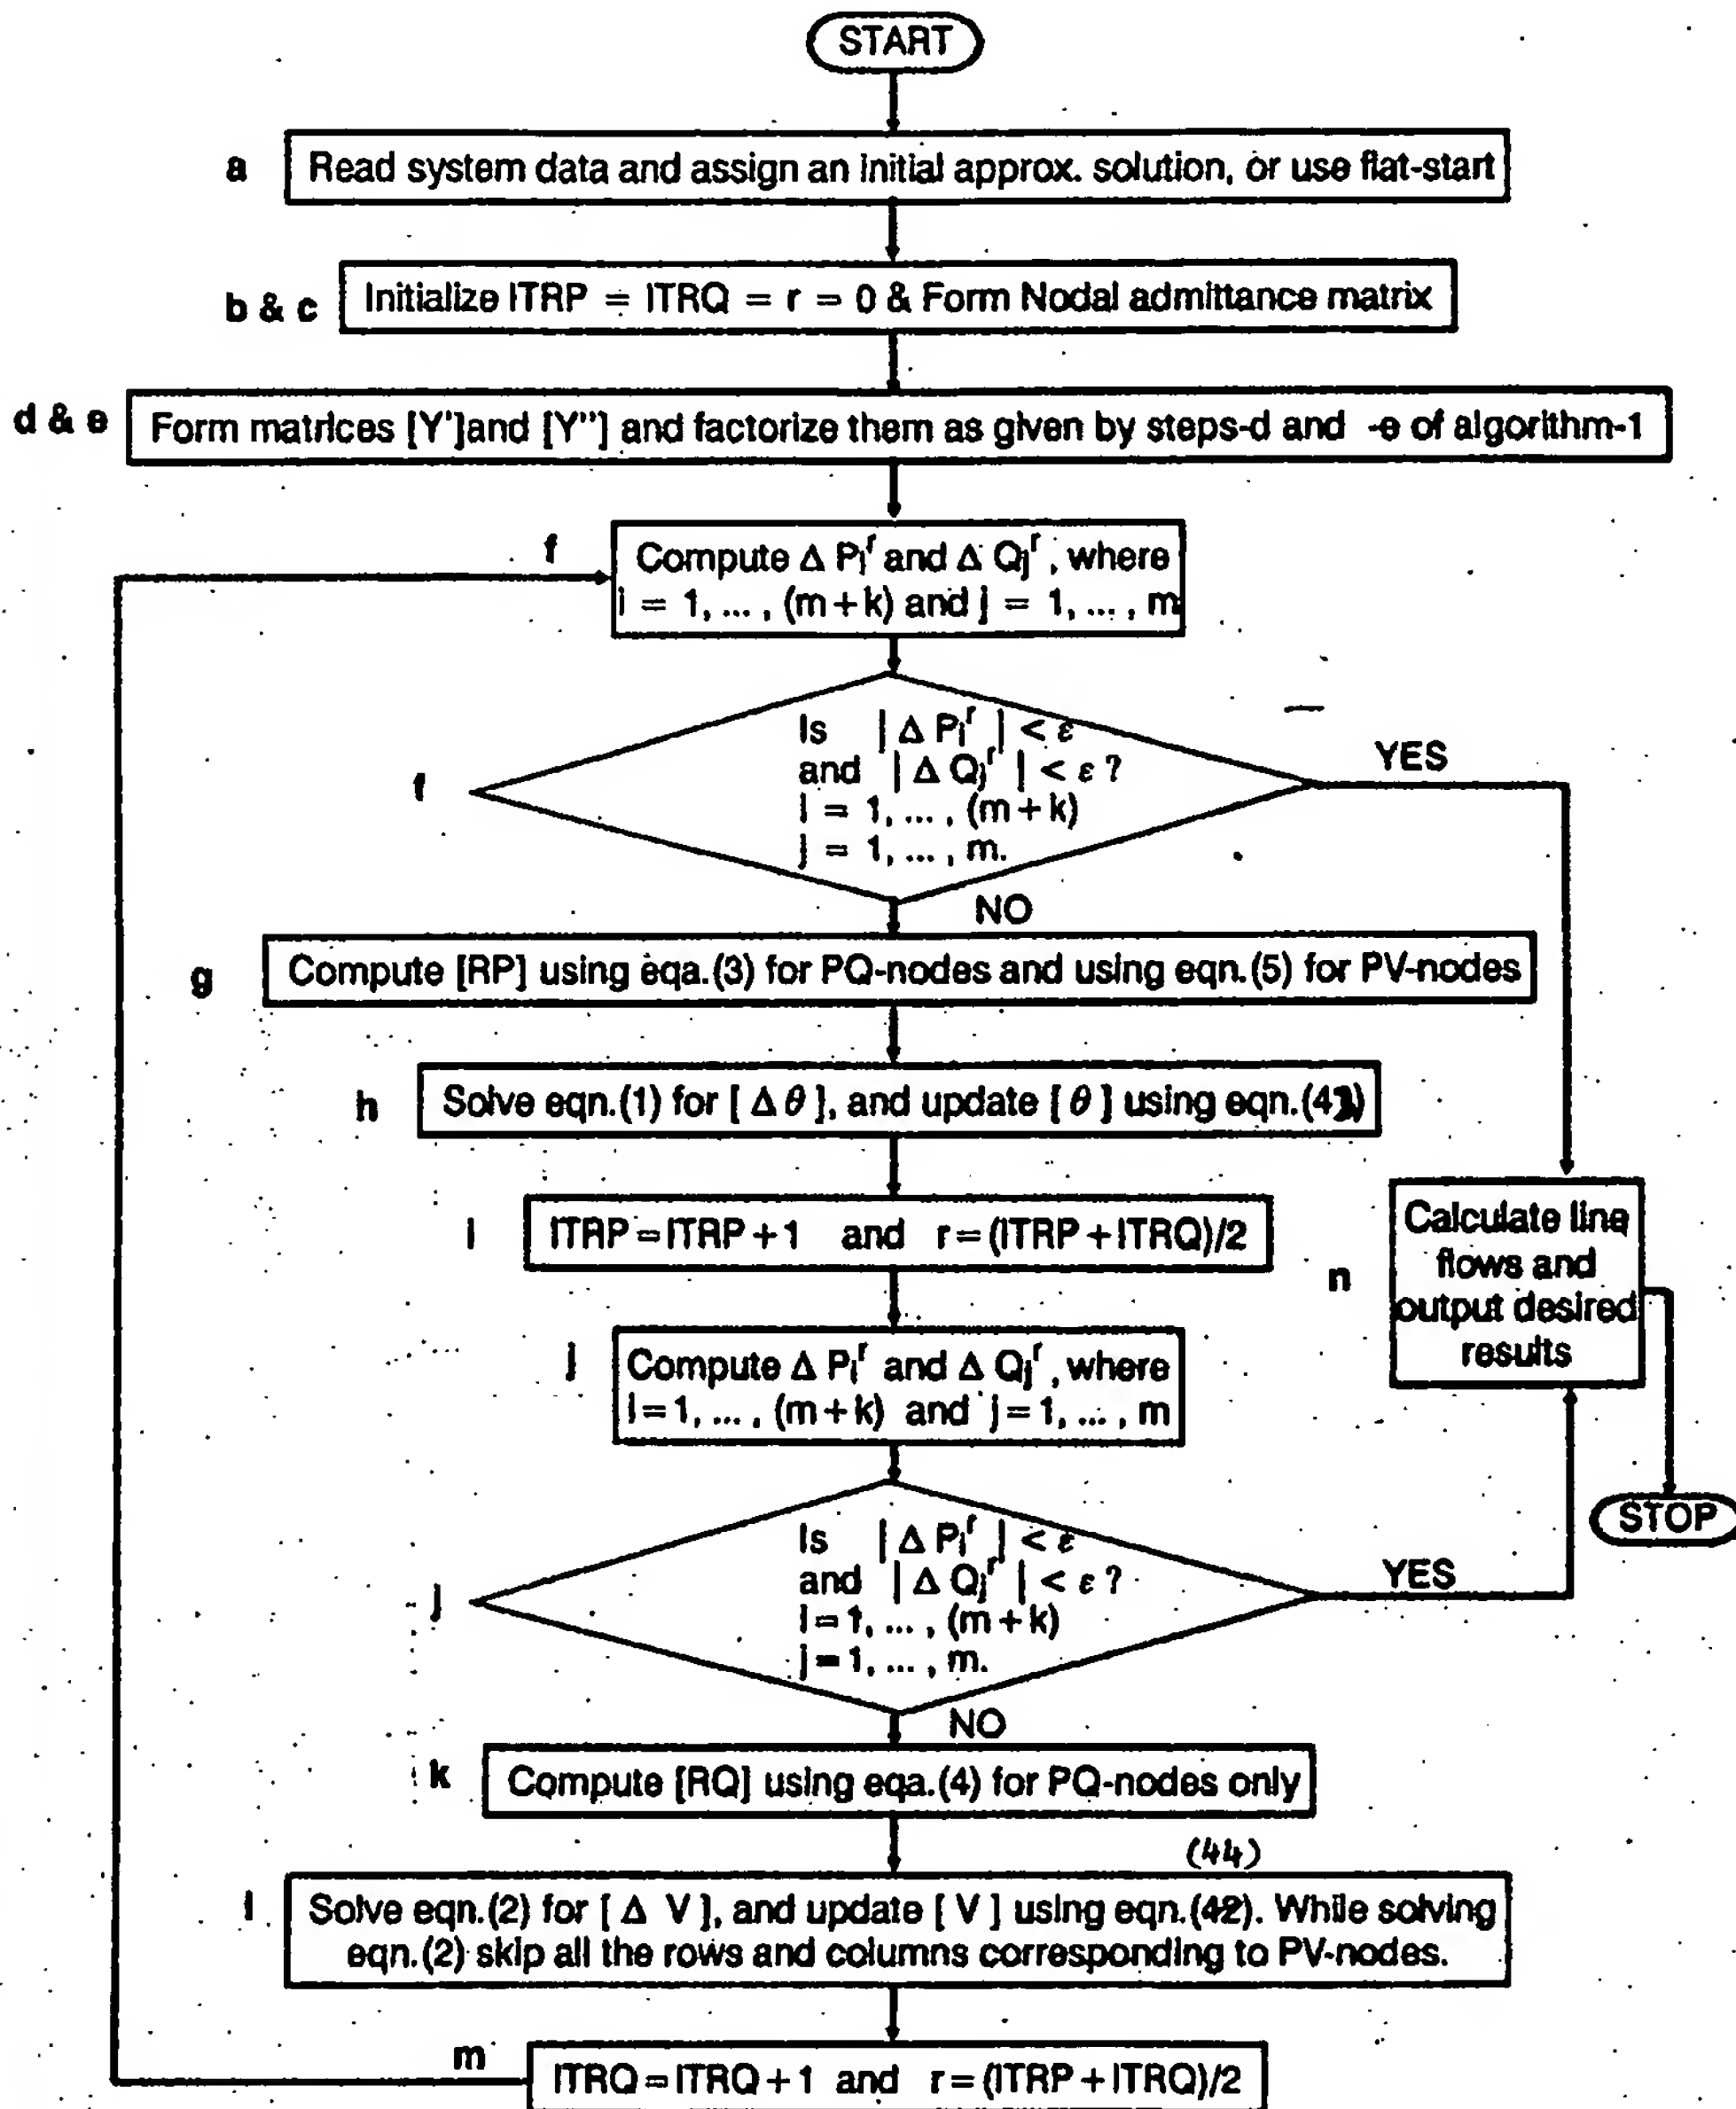 START
a Read system data and assign an initial approx. solution, or use flat-start
b & c Initialize ITRP = ITRQ = r = 0 & Form Nodal admittance matrix
d & e Form matrices [Y'] and [Y''] and factorize them as given by steps-d and -e of algorithm-1
f Compute Δ Pi^r and Δ Qj^r, where
i = 1, ... , (m+k) and j = 1, ... , m
f Is |Δ Pi^r| < ε
and |Δ Qj^r| < ε ?
i = 1, ... , (m+k)
j = 1, ... , m.
YES
NO
g Compute [RP] using eqa.(3) for PQ-nodes and using eqn.(5) for PV-nodes
h Solve eqn.(1) for [Δ θ], and update [θ] using eqn.(4)
i ITRP=ITRP+1 and r=(ITRP+ITRQ)/2
n Calculate line
flows and
output desired
results
j Compute Δ Pi^r and Δ Qj^r, where
i=1, ... , (m+k) and j=1, ... , m
STOP
j Is |Δ Pi^r| < ε
and |Δ Qj^r| < ε ?
i=1, ... , (m+k)
j=1, ... , m.
YES
NO
k Compute [RQ] using eqa.(4) for PQ-nodes only
(44)
l Solve eqn.(2) for [Δ V], and update [V] using eqn.(42). While solving
eqn.(2) skip all the rows and columns corresponding to PV-nodes.
m ITRQ=ITRQ+1 and r=(ITRP+ITRQ)/2